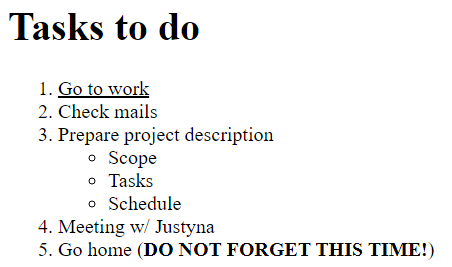 Tasks to do
1. Go to work
2. Check mails
3. Prepare project description
○ Scope
○ Tasks
○ Schedule
4. Meeting w/ Justyna
5. Go home (DO NOT FORGET THIS TIME!)